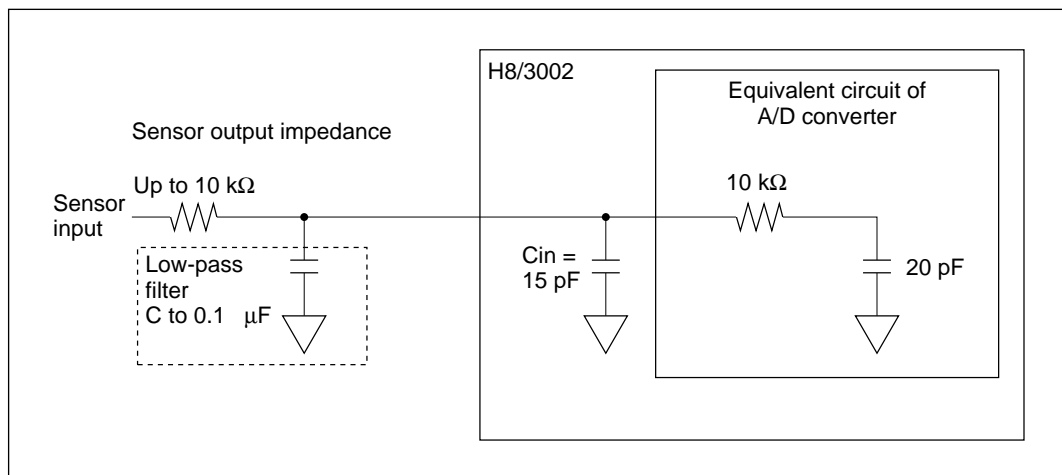 H8/3002
Equivalent circuit of
A/D converter
Sensor output impedance
Up to 10 kΩ
Sensor
input
10 kΩ
Low-pass
filter
C to 0.1 μF
Cin =
15 pF
20 pF